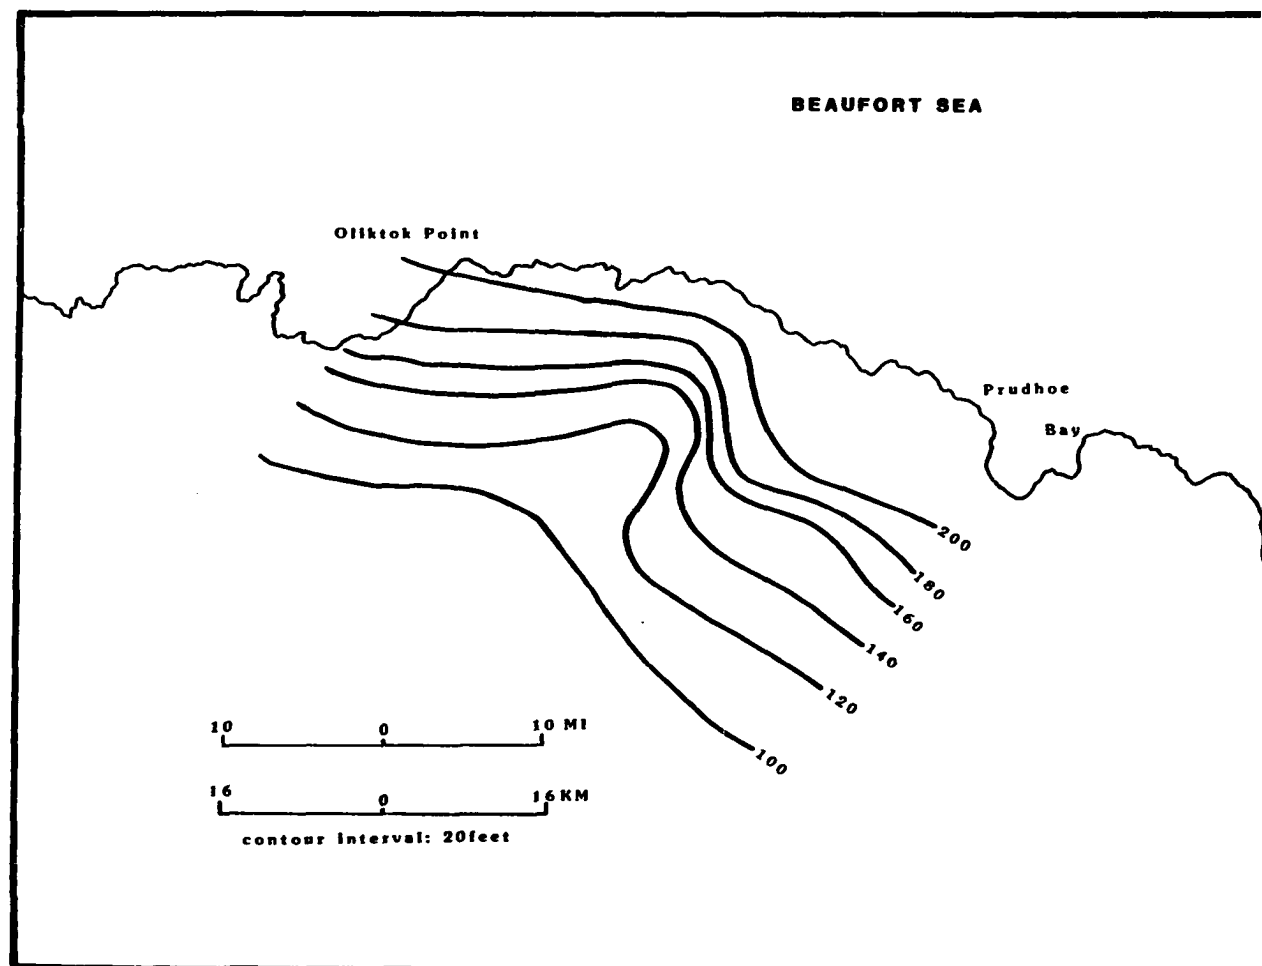 BEAUFORT SEA
Oliktok Point
Prudhoe
Bay
200
180
160
140
120
100
10 0 10 MI
16 0 16 KM
contour interval: 20feet